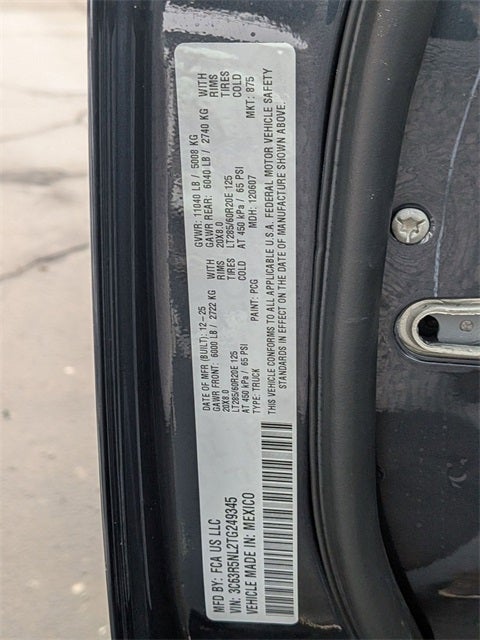 MFD BY: FCA US LLC
VIN: 3C63R5NL2TG249345
VEHICLE MADE IN: MEXICO
DATE OF MFR (BUILT): 12-25
GVWR: 11040 LB / 5008 KG
GAWR FRONT: 6000 LB / 2722 KG
WITH
GAWR REAR: 6040 LB / 2740 KG
WITH
20X8.0
RIMS
20X8.0
RIMS
LT285/60R20E 125
TIRES
LT285/60R20E 125
TIRES
AT 450 kPa / 65 PSI
COLD
AT 450 kPa / 65 PSI
COLD
TYPE: TRUCK
PAINT: PCG
MDH: 120607
MKT: 875
THIS VEHICLE CONFORMS TO ALL APPLICABLE U.S.A. FEDERAL MOTOR VEHICLE SAFETY
STANDARDS IN EFFECT ON THE DATE OF MANUFACTURE SHOWN ABOVE.